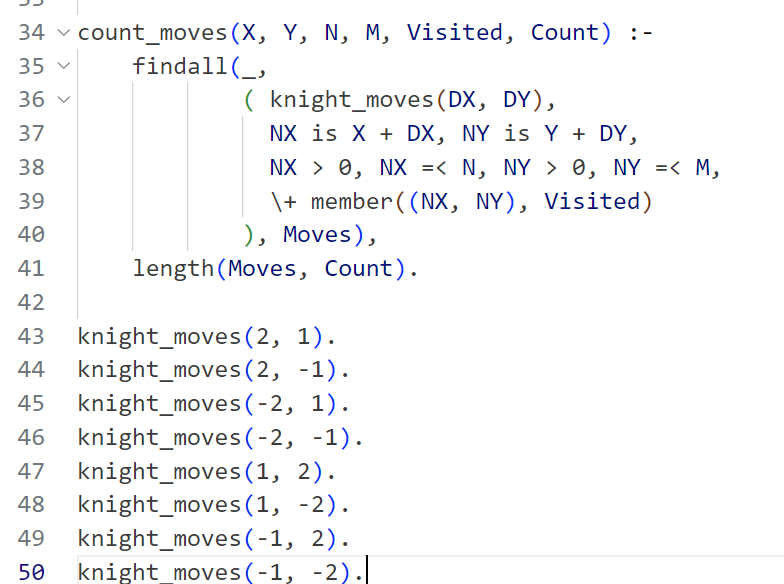 34 count_moves(X, Y, N, M, Visited, Count) :-
35     findall(_,
36             ( knight_moves(DX, DY),
37               NX is X + DX, NY is Y + DY,
38               NX > 0, NX =< N, NY > 0, NY =< M,
39               \+ member((NX, NY), Visited)
40             ), Moves),
41     length(Moves, Count).
42
43 knight_moves(2, 1).
44 knight_moves(2, -1).
45 knight_moves(-2, 1).
46 knight_moves(-2, -1).
47 knight_moves(1, 2).
48 knight_moves(1, -2).
49 knight_moves(-1, 2).
50 knight_moves(-1, -2).